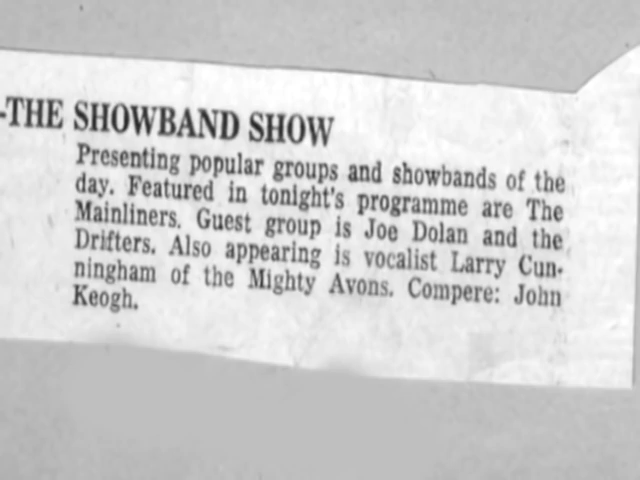 -THE SHOWBAND SHOW
Presenting popular groups and showbands of the
day. Featured in tonight's programme are The
Mainliners. Guest group is Joe Dolan and the
Drifters. Also appearing is vocalist Larry Cun-
ningham of the Mighty Avons. Compere: John
Keogh.